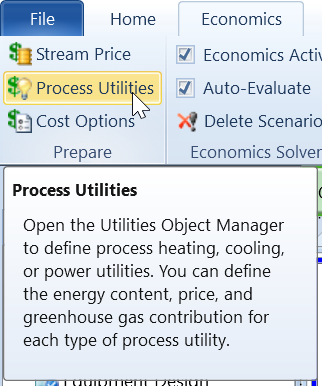 File Home Economics
Stream Price
Economics Activ
Process Utilities
Auto-Evaluate
Cost Options
Delete Scenario
Prepare
Economics Solver
Process Utilities
Open the Utilities Object Manager
to define process heating, cooling,
or power utilities. You can define
the energy content, price, and
greenhouse gas contribution for
each type of process utility.
Equipment Design